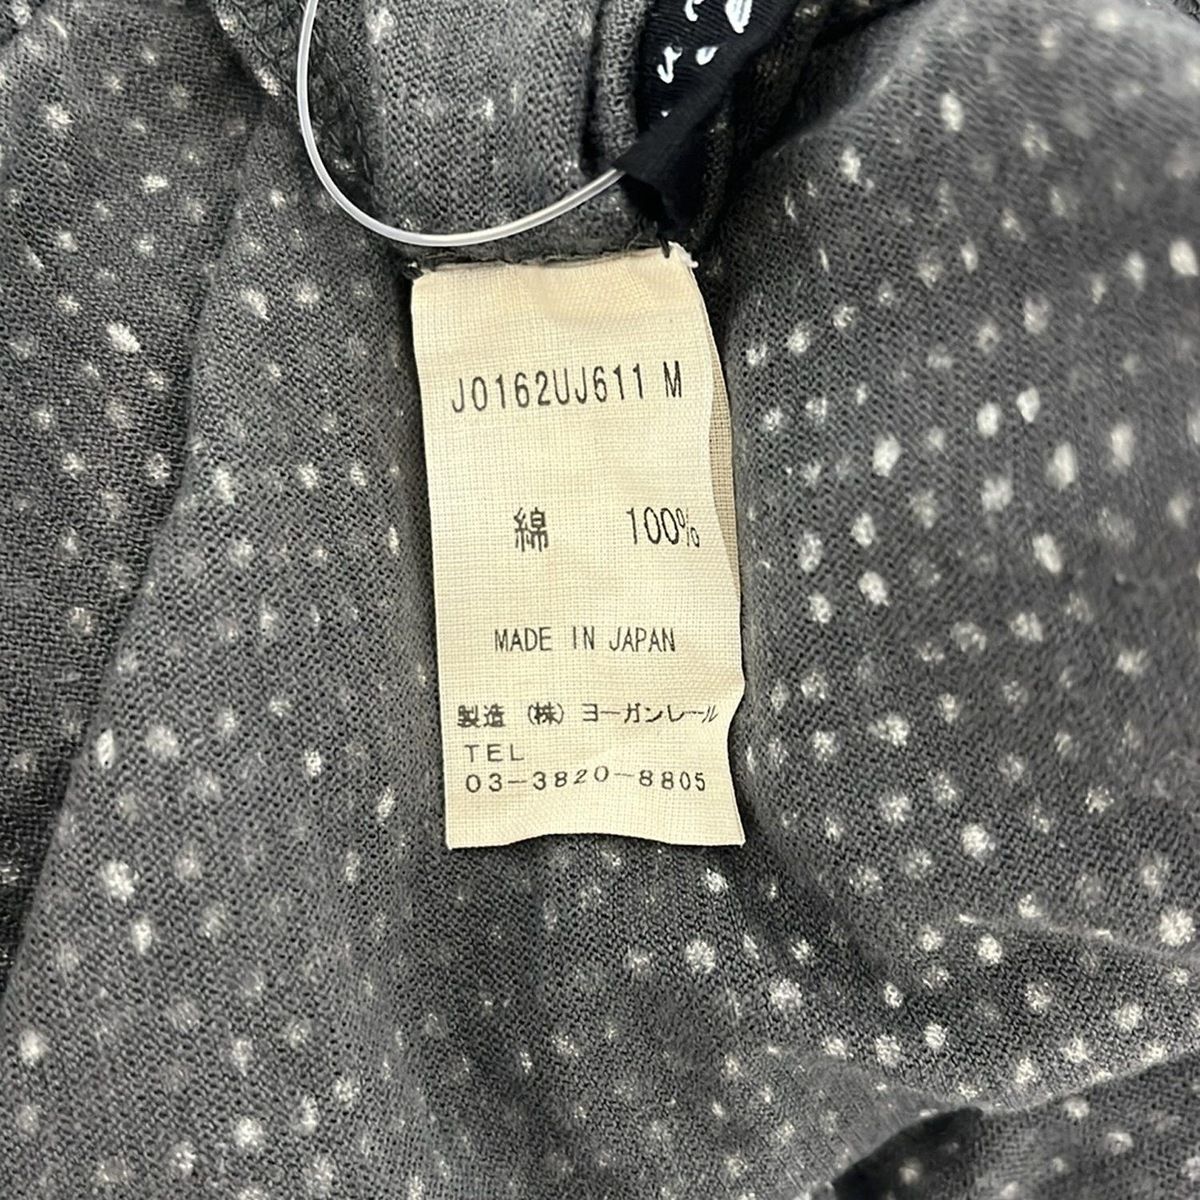 J0162UJ611 M
綿 100%
MADE IN JAPAN
製造 (株) ヨーガンレール
TEL
03-3820-8805